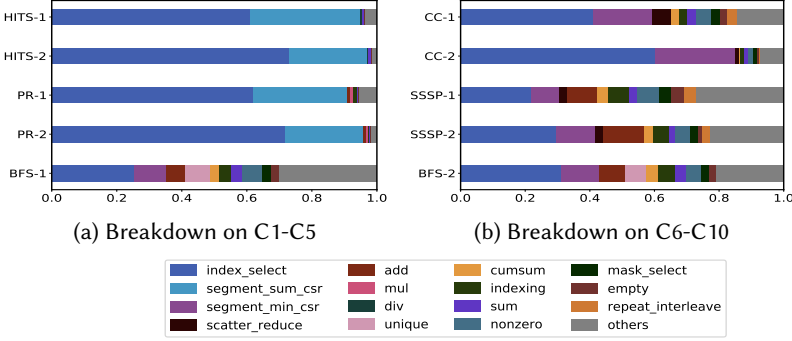 HITS-1
HITS-2
PR-1
PR-2
BFS-1
0.0 0.2 0.4 0.6 0.8 1.0
(a) Breakdown on C1-C5
CC-1
CC-2
SSSP-1
SSSP-2
BFS-2
0.0 0.2 0.4 0.6 0.8 1.0
(b) Breakdown on C6-C10
index_select add cumsum mask_select
segment_sum_csr mul indexing empty
segment_min_csr div sum repeat_interleave
scatter_reduce unique nonzero others